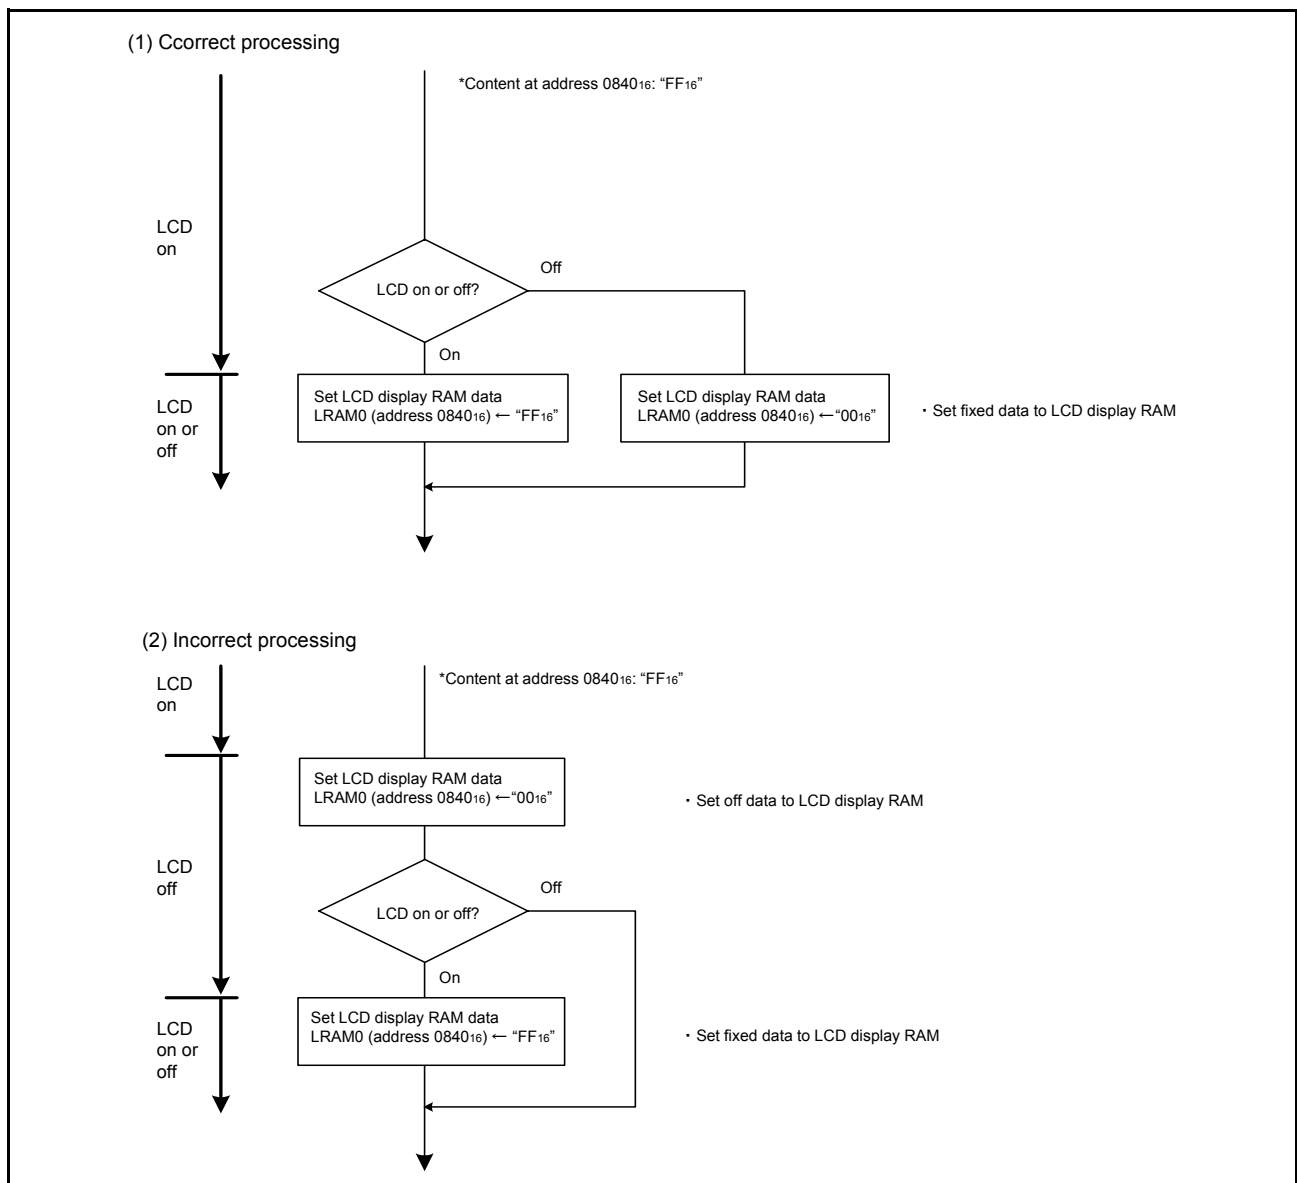 (1) Ccorrect processing
*Content at address 084016: “FF16”
LCD
on
Off
LCD on or off?
On
LCD
on or
off
Set LCD display RAM data
LRAM0 (address 084016) ← “FF16”
Set LCD display RAM data
LRAM0 (address 084016) ←“0016”
・Set fixed data to LCD display RAM
(2) Incorrect processing
*Content at address 084016: “FF16”
LCD
on
Set LCD display RAM data
LRAM0 (address 084016) ←“0016”
・Set off data to LCD display RAM
LCD
off
Off
LCD on or off?
On
LCD
on or
off
Set LCD display RAM data
LRAM0 (address 084016) ← “FF16”
・Set fixed data to LCD display RAM